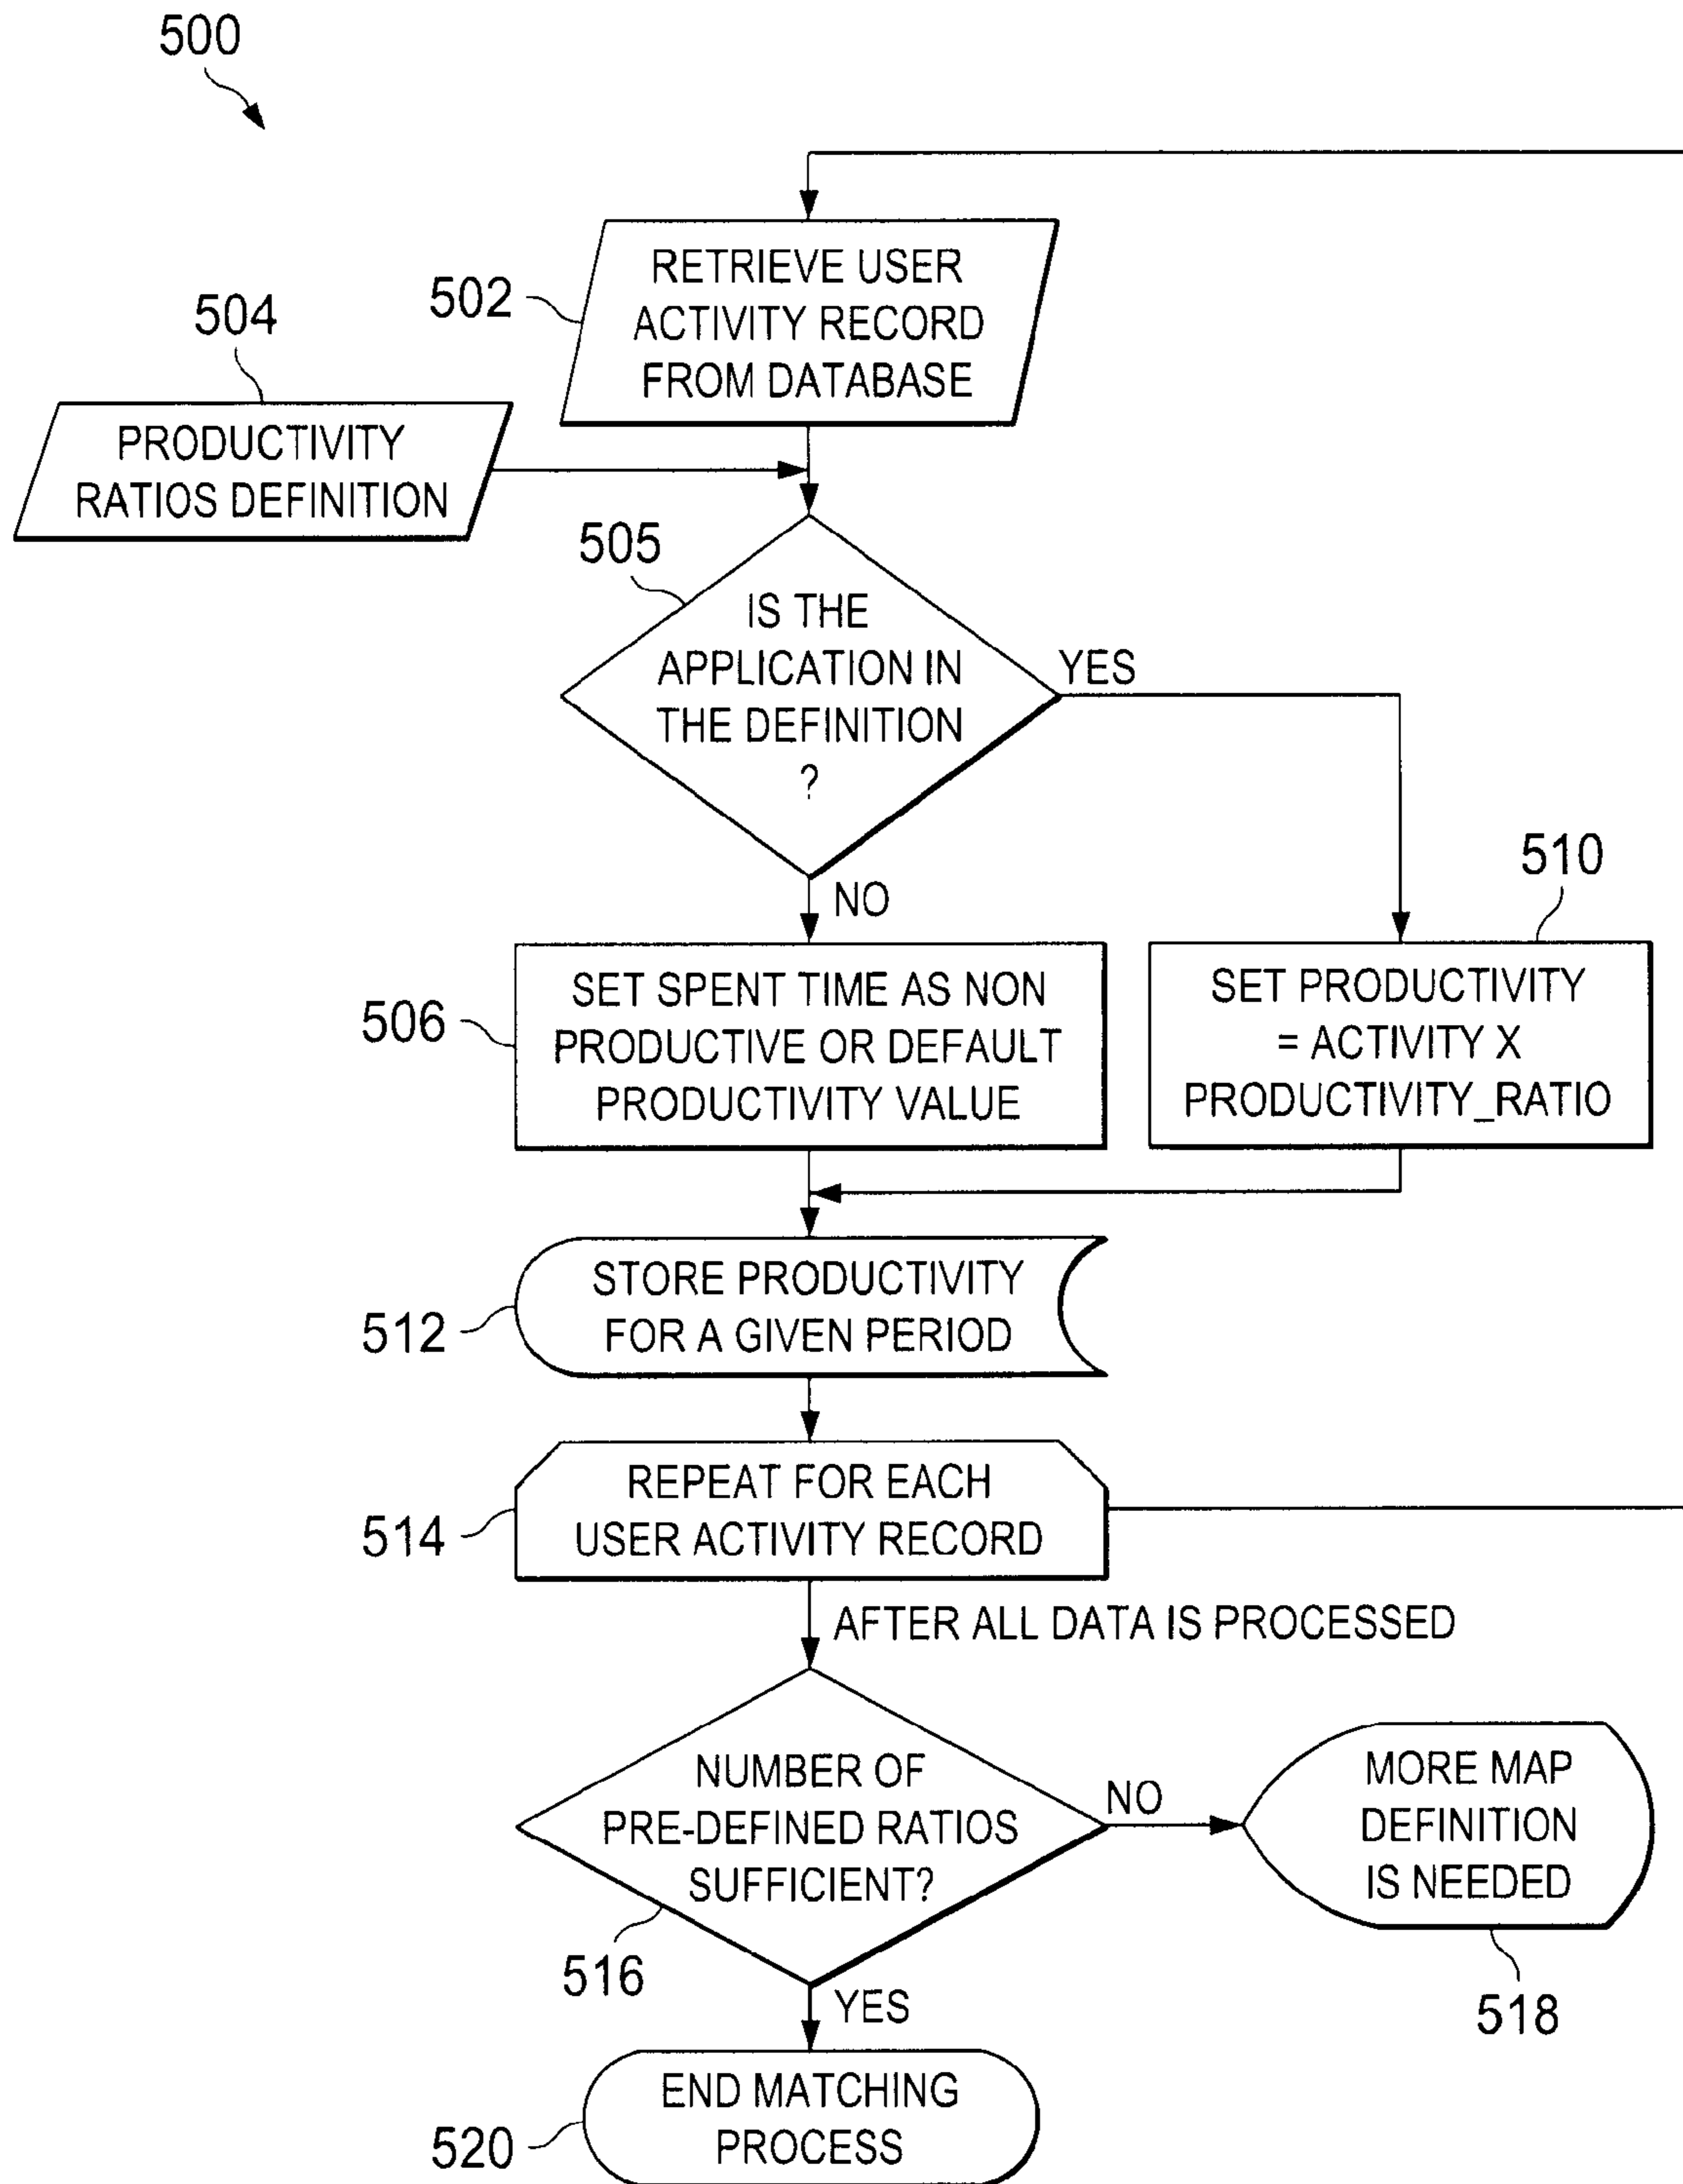 500
502
RETRIEVE USER
ACTIVITY RECORD
FROM DATABASE
504
PRODUCTIVITY
RATIOS DEFINITION
505
IS THE
APPLICATION IN
THE DEFINITION
?
YES
NO
506
SET SPENT TIME AS NON
PRODUCTIVE OR DEFAULT
PRODUCTIVITY VALUE
510
SET PRODUCTIVITY
= ACTIVITY X
PRODUCTIVITY_RATIO
512
STORE PRODUCTIVITY
FOR A GIVEN PERIOD
514
REPEAT FOR EACH
USER ACTIVITY RECORD
AFTER ALL DATA IS PROCESSED
NUMBER OF
PRE-DEFINED RATIOS
SUFFICIENT?
516
NO
MORE MAP
DEFINITION
IS NEEDED
518
YES
520
END MATCHING
PROCESS